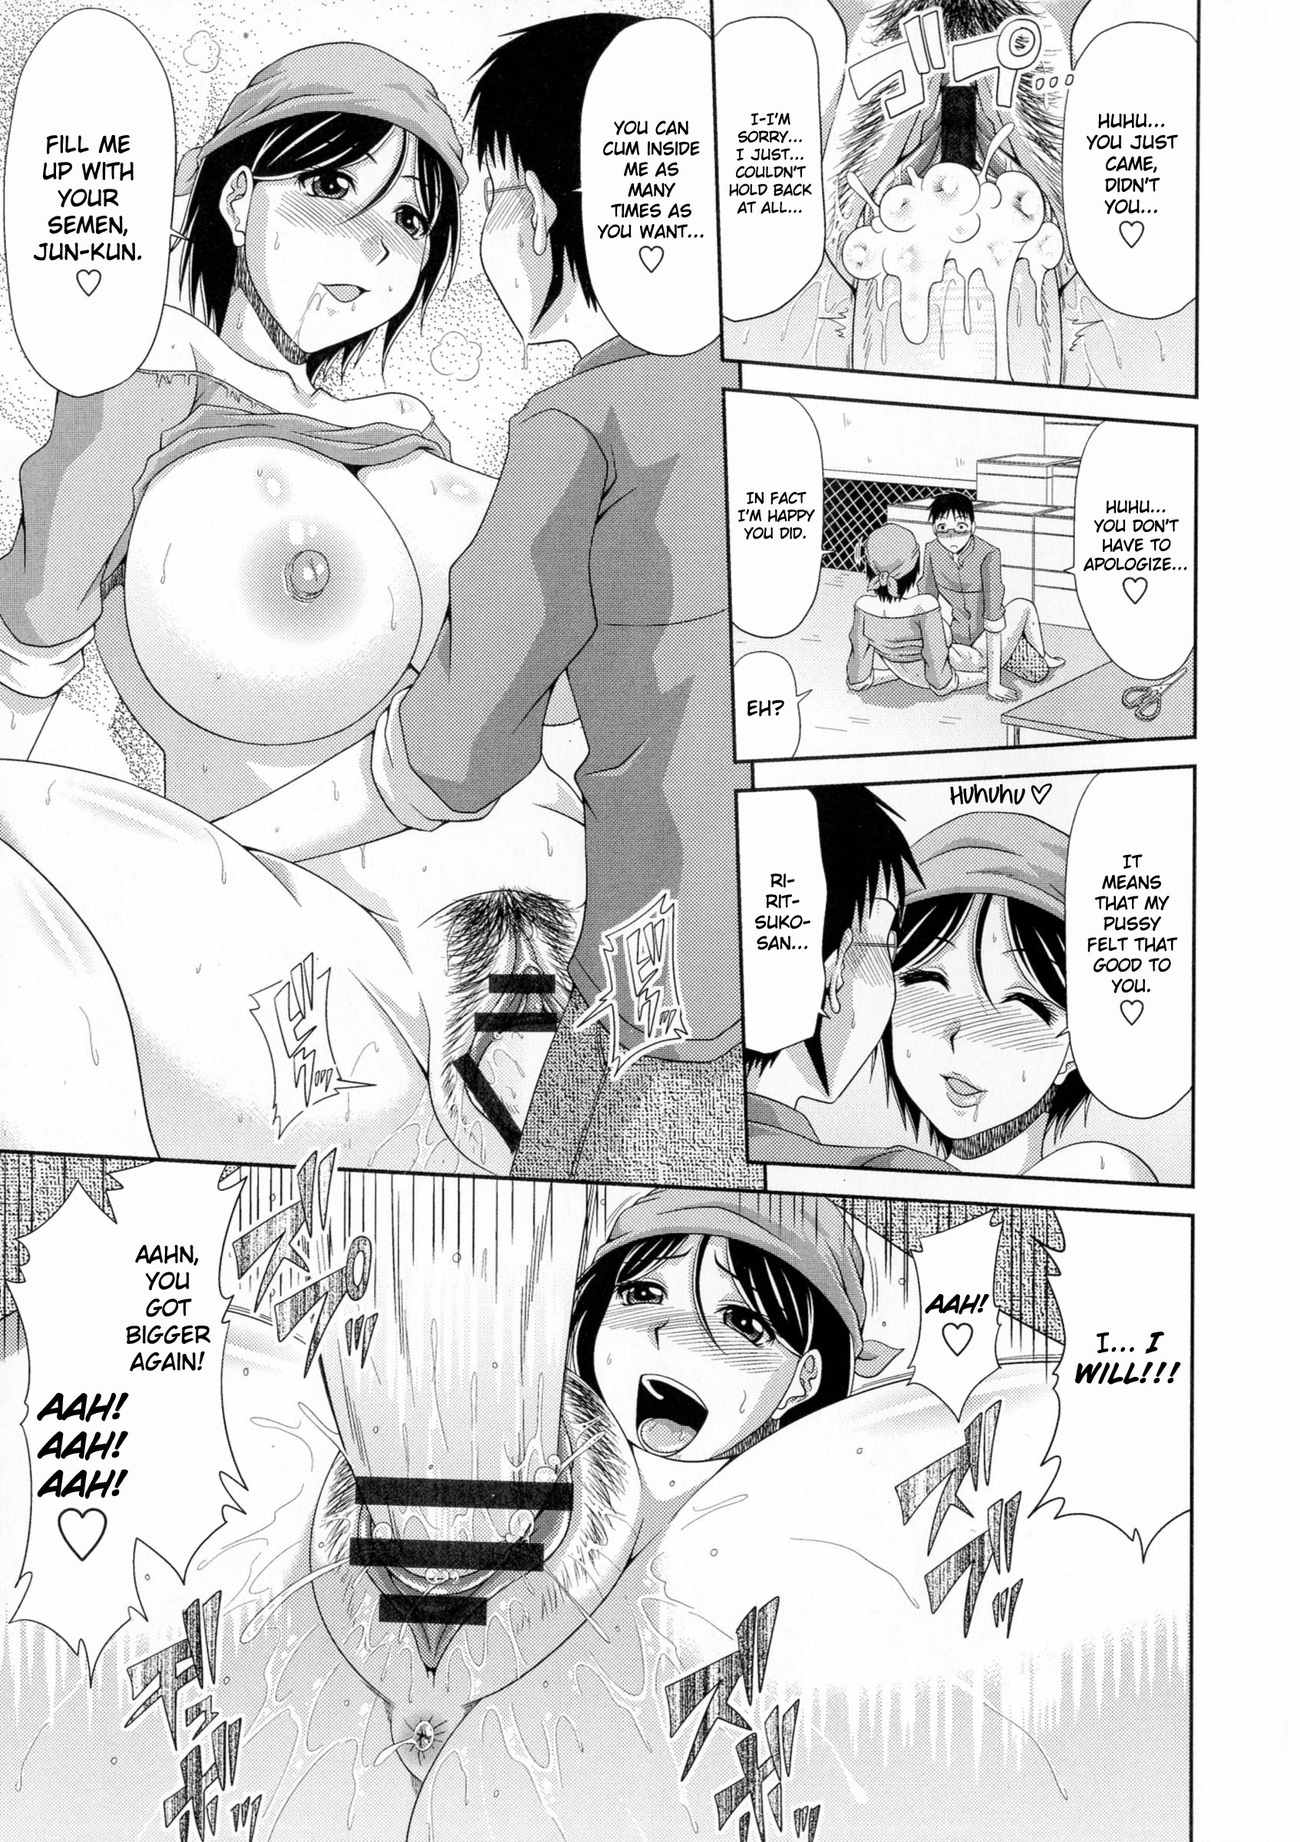 HUHU...
YOU JUST
CAME,
DIDN'T
YOU...
♡
ゴプ...
I-I'M
SORRY...
I JUST...
COULDN'T
HOLD BACK
AT ALL...
HUHU...
YOU DON'T
HAVE TO
APOLOGIZE...
♡
IN FACT
I'M HAPPY
YOU DID.
EH?
HUHUHU ♡
IT
MEANS
THAT MY
PUSSY
FELT THAT
GOOD TO
YOU.
♡
RI-
RIT-
SUKO-
SAN...
YOU CAN
CUM INSIDE
ME AS
MANY
TIMES AS
YOU WANT...
♡
FILL ME
UP WITH
YOUR
SEMEN,
JUN-KUN.
♡
I... I
WILL!!!
AAH!
♡
AAHN,
YOU
GOT
BIGGER
AGAIN!
AAH!
AAH!
AAH!
♡